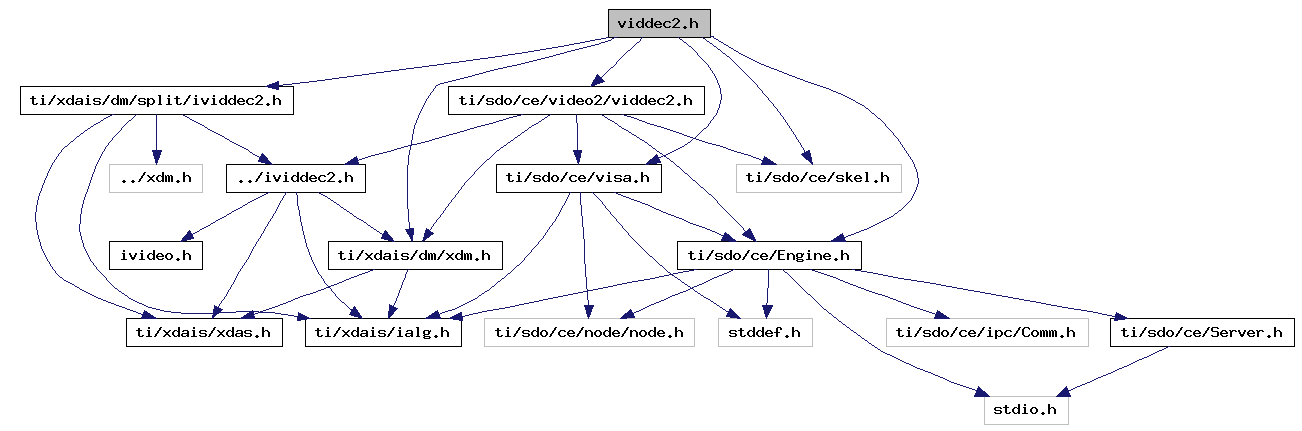 viddec2.h
ti/xdais/dm/split/ividdec2.h
ti/sdo/ce/video2/viddec2.h
../xdm.h
../ividdec2.h
ti/sdo/ce/visa.h
ti/sdo/ce/skel.h
ivideo.h
ti/xdais/dm/xdm.h
ti/sdo/ce/Engine.h
ti/xdais/xdas.h
ti/xdais/ialg.h
ti/sdo/ce/node/node.h
stddef.h
ti/sdo/ce/ipc/Comm.h
ti/sdo/ce/Server.h
stdio.h